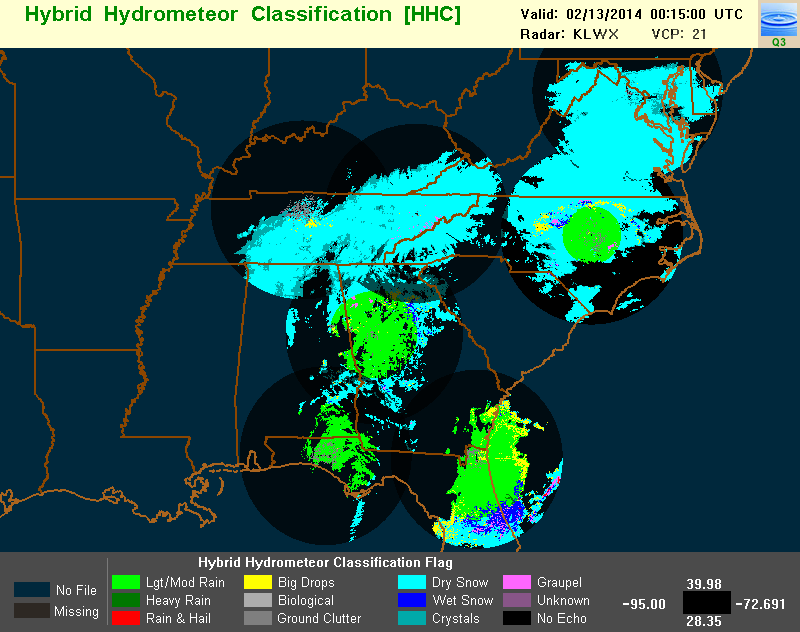 Hybrid Hydrometeor Classification [HHC]
Valid: 02/13/2014 00:15:00 UTC
Radar: KLWX VCP: 21
Q3
Hybrid Hydrometeor Classification Flag
No File
Missing
Lgt/Mod Rain
Heavy Rain
Rain & Hail
Big Drops
Biological
Ground Clutter
Dry Snow
Wet Snow
Crystals
Graupel
Unknown
No Echo
39.98
-95.00 -72.691
28.35